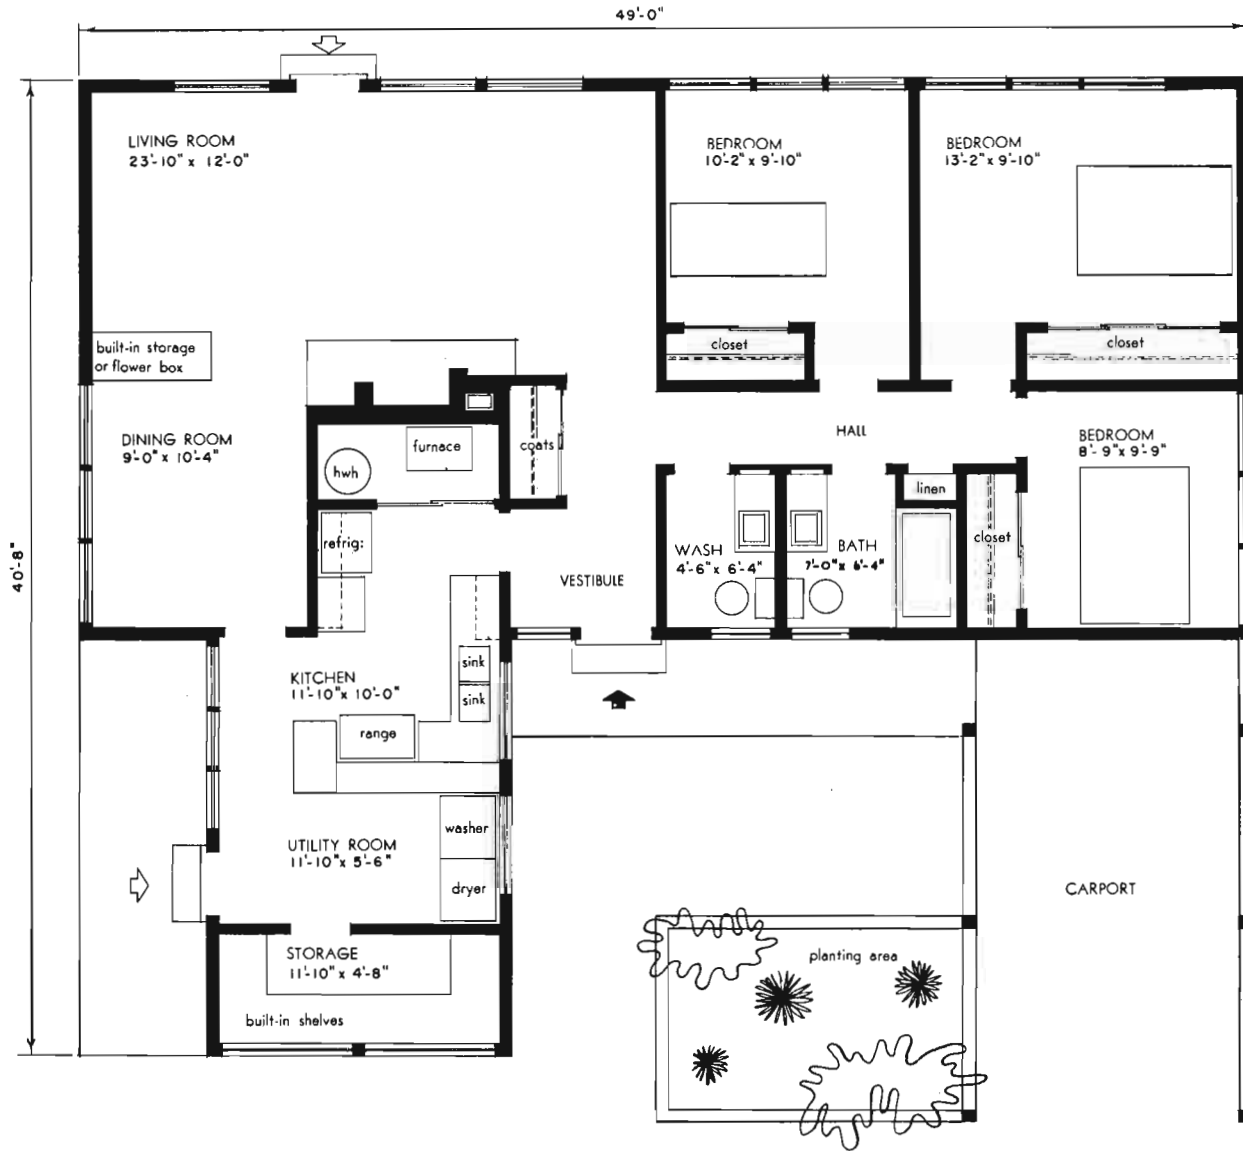 49'-0"
LIVING ROOM
23'-10" x 12'-0"
BEDROOM
10'-2" x 9'-10"
BEDROOM
13'-2" x 9'-10"
built-in storage
or flower box
closet
closet
DINING ROOM
9'-0" x 10'-4"
furnace
hwh
coats
HALL
BEDROOM
8'-9" x 9'-9"
linen
refrig:
closet
WASH
4'-6" x 6'-4"
BATH
7'-0" x 6'-4"
VESTIBULE
40'-8"
KITCHEN
11'-10" x 10'-0"
sink
sink
range
washer
UTILITY ROOM
11'-10" x 5'-6"
dryer
CARPORT
STORAGE
11'-10" x 4'-8"
planting area
built-in shelves